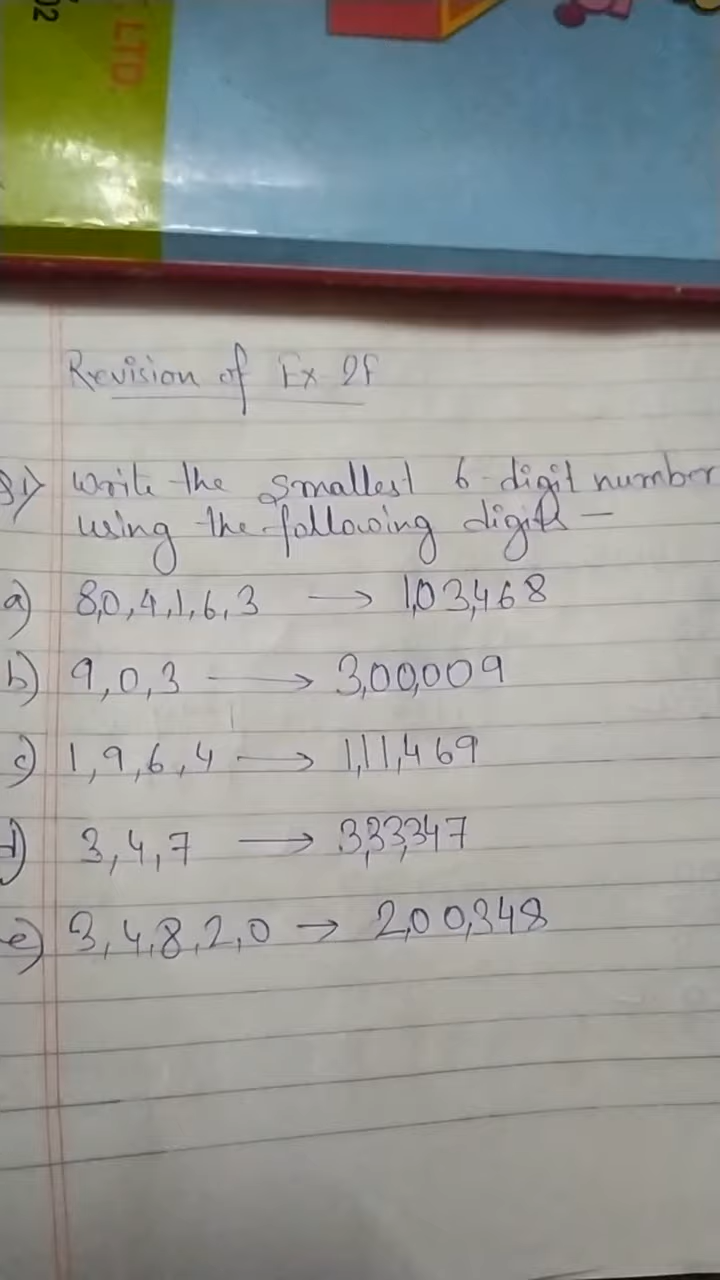 02
LTD.
Revision of Ex 2F
Q1) Write the smallest 6-digit number
using the following digits -
a) 8,0,4,1,6,3 → 1,03,468
b) 9,0,3 → 3,00,009
c) 1,9,6,4 → 1,11,469
d) 3,4,7 → 3,33,347
e) 3,4,8,2,0 → 2,00,348